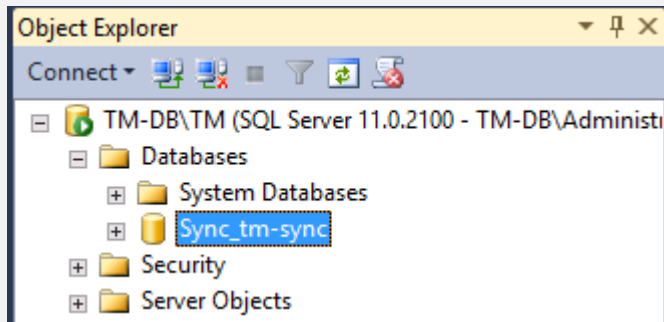 Object Explorer
Connect
TM-DB\TM (SQL Server 11.0.2100 - TM-DB\Administ
Databases
System Databases
Sync_tm-sync
Security
Server Objects